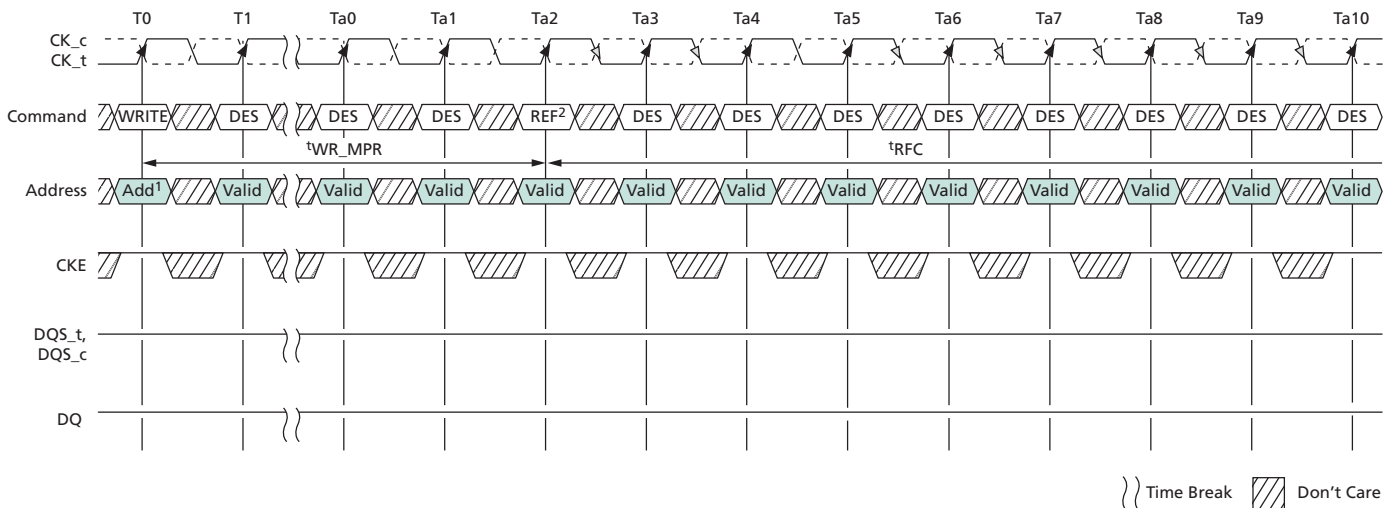 T0 T1 Ta0 Ta1 Ta2 Ta3 Ta4 Ta5 Ta6 Ta7 Ta8 Ta9 Ta10
CK_c
CK_t
Command WRITE DES DES DES REF² DES DES DES DES DES DES DES DES
ᵗWR_MPR ᵗRFC
Address Add¹ Valid Valid Valid Valid Valid Valid Valid Valid Valid Valid Valid Valid
CKE
DQS_t,
DQS_c
DQ
Time Break Don't Care